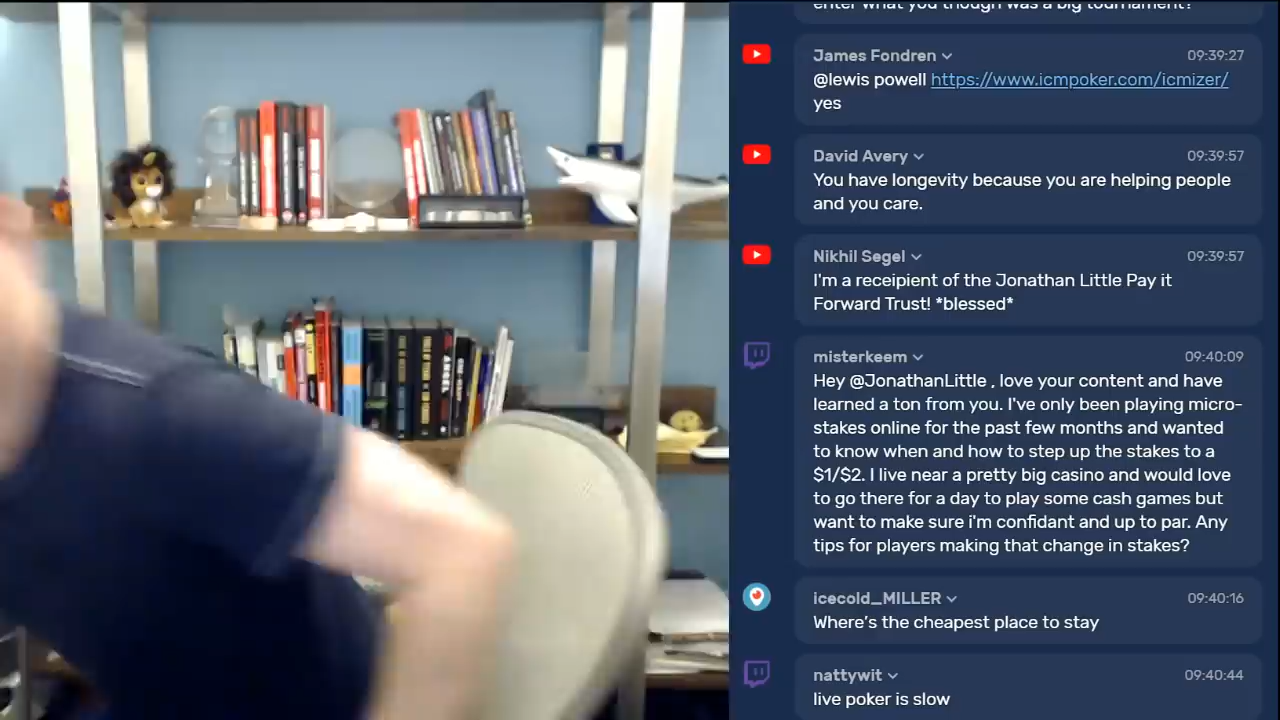 enter what you though was a big tournament?
James Fondren
09:39:27
@lewis powell https://www.icmpoker.com/icmizer/
yes
David Avery
09:39:57
You have longevity because you are helping people
and you care.
Nikhil Segel
09:39:57
I'm a receipient of the Jonathan Little Pay it
Forward Trust! *blessed*
misterkeem
09:40:09
Hey @JonathanLittle , love your content and have
learned a ton from you. I've only been playing micro-
stakes online for the past few months and wanted
to know when and how to step up the stakes to a
$1/$2. I live near a pretty big casino and would love
to go there for a day to play some cash games but
want to make sure i'm confidant and up to par. Any
tips for players making that change in stakes?
icecold_MILLER
09:40:16
Where's the cheapest place to stay
nattywit
09:40:44
live poker is slow